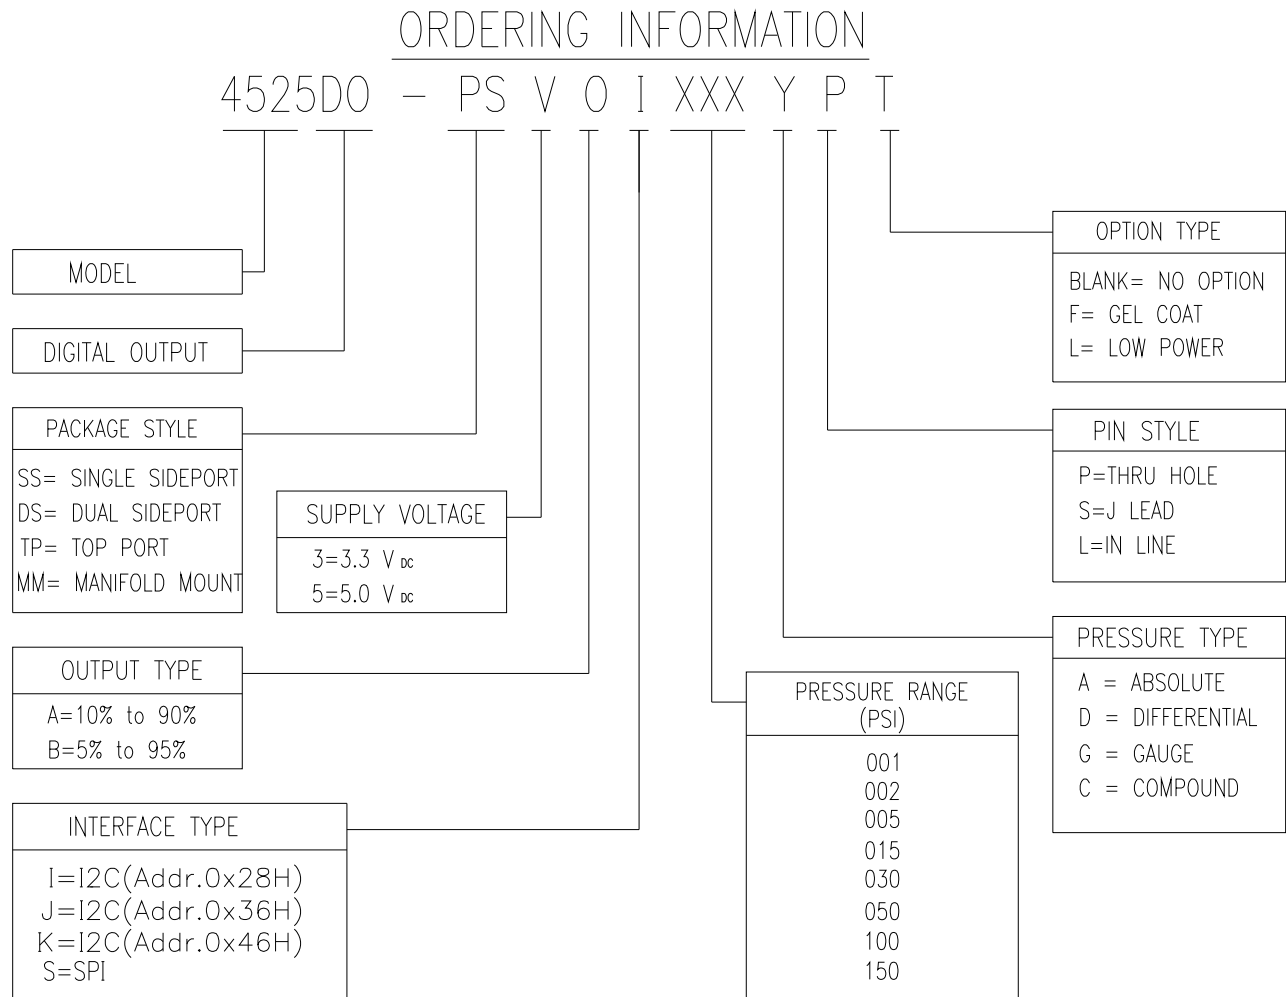 ORDERING INFORMATION
4525DO - PS V O I XXX Y P T
MODEL
DIGITAL OUTPUT
PACKAGE STYLE
SS= SINGLE SIDEPORT
DS= DUAL SIDEPORT
TP= TOP PORT
MM= MANIFOLD MOUNT
SUPPLY VOLTAGE
3=3.3 V DC
5=5.0 V DC
OUTPUT TYPE
A=10% to 90%
B=5% to 95%
INTERFACE TYPE
I=I2C(Addr.0x28H)
J=I2C(Addr.0x36H)
K=I2C(Addr.0x46H)
S=SPI
PRESSURE RANGE
(PSI)
001
002
005
015
030
050
100
150
OPTION TYPE
BLANK= NO OPTION
F= GEL COAT
L= LOW POWER
PIN STYLE
P=THRU HOLE
S=J LEAD
L=IN LINE
PRESSURE TYPE
A = ABSOLUTE
D = DIFFERENTIAL
G = GAUGE
C = COMPOUND